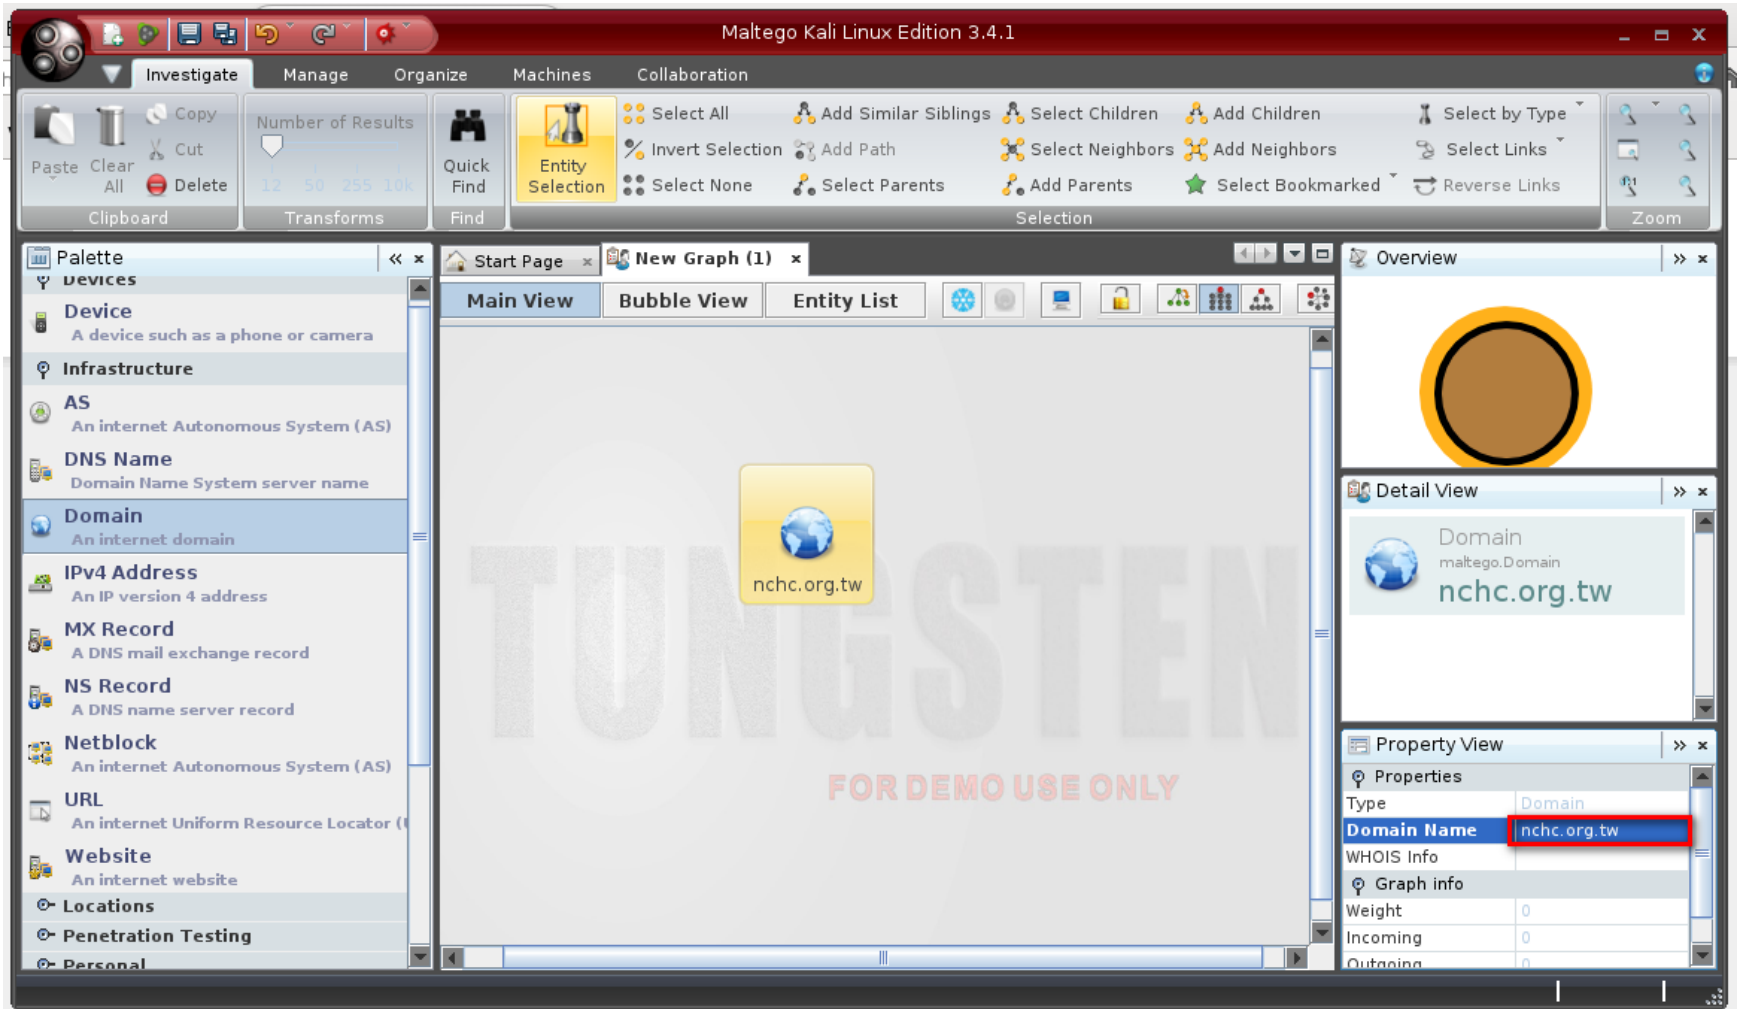 Maltego Kali Linux Edition 3.4.1
Investigate Manage Organize Machines Collaboration
Paste
Clear All
Copy
Cut
Delete
Clipboard
Number of Results
12 50 255 10k
Transforms
Quick Find
Find
Entity Selection
Select All
Invert Selection
Select None
Add Similar Siblings
Add Path
Select Parents
Select Children
Select Neighbors
Add Parents
Add Children
Add Neighbors
Select Bookmarked
Select by Type
Select Links
Reverse Links
Selection
Zoom
Palette
Devices
Device
A device such as a phone or camera
Infrastructure
AS
An internet Autonomous System (AS)
DNS Name
Domain Name System server name
Domain
An internet domain
IPv4 Address
An IP version 4 address
MX Record
A DNS mail exchange record
NS Record
A DNS name server record
Netblock
An internet Autonomous System (AS)
URL
An internet Uniform Resource Locator (
Website
An internet website
Locations
Penetration Testing
Personal
Start Page
New Graph (1)
Main View Bubble View Entity List
nchc.org.tw
TUNGSTEN
FOR DEMO USE ONLY
Overview
Detail View
Domain
maltego.Domain
nchc.org.tw
Property View
Properties
Type Domain
Domain Name nchc.org.tw
WHOIS Info
Graph info
Weight 0
Incoming 0
Outgoing 0